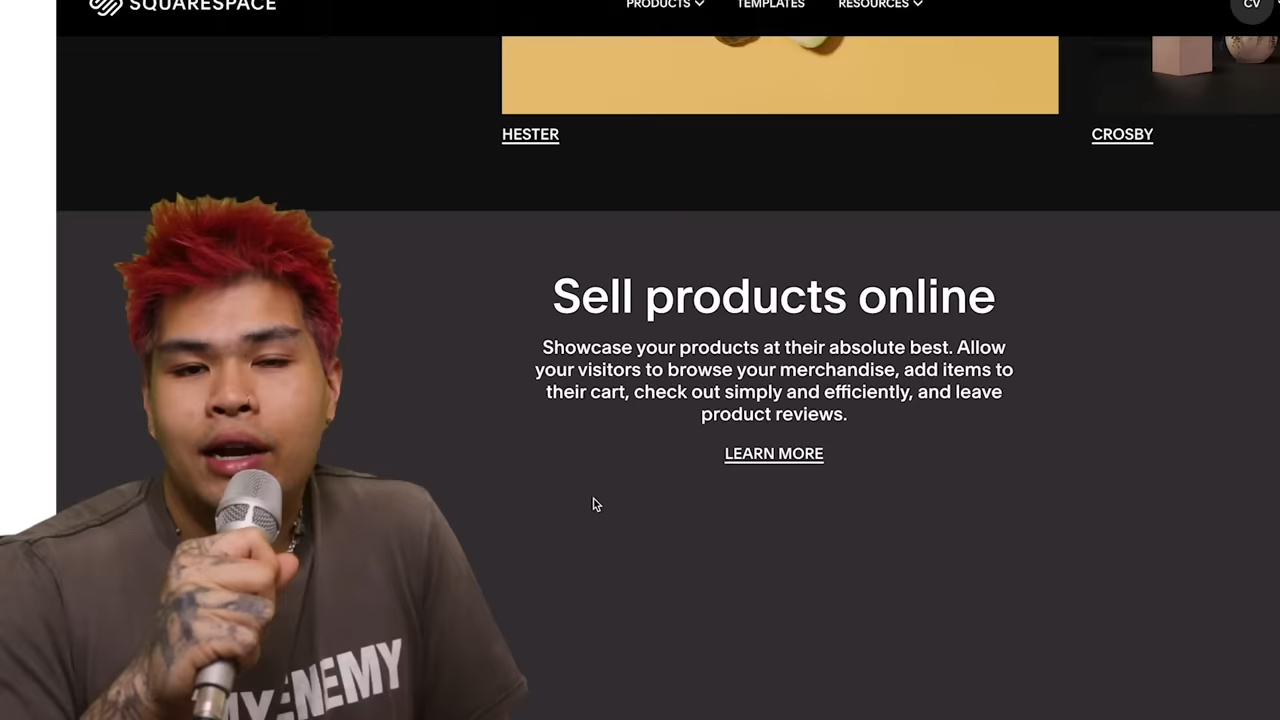 SQUARESPACE
PRODUCTS
TEMPLATES
RESOURCES
CV
HESTER
CROSBY
Sell products online
Showcase your products at their absolute best. Allow
your visitors to browse your merchandise, add items to
their cart, check out simply and efficiently, and leave
product reviews.
LEARN MORE
ENEMY